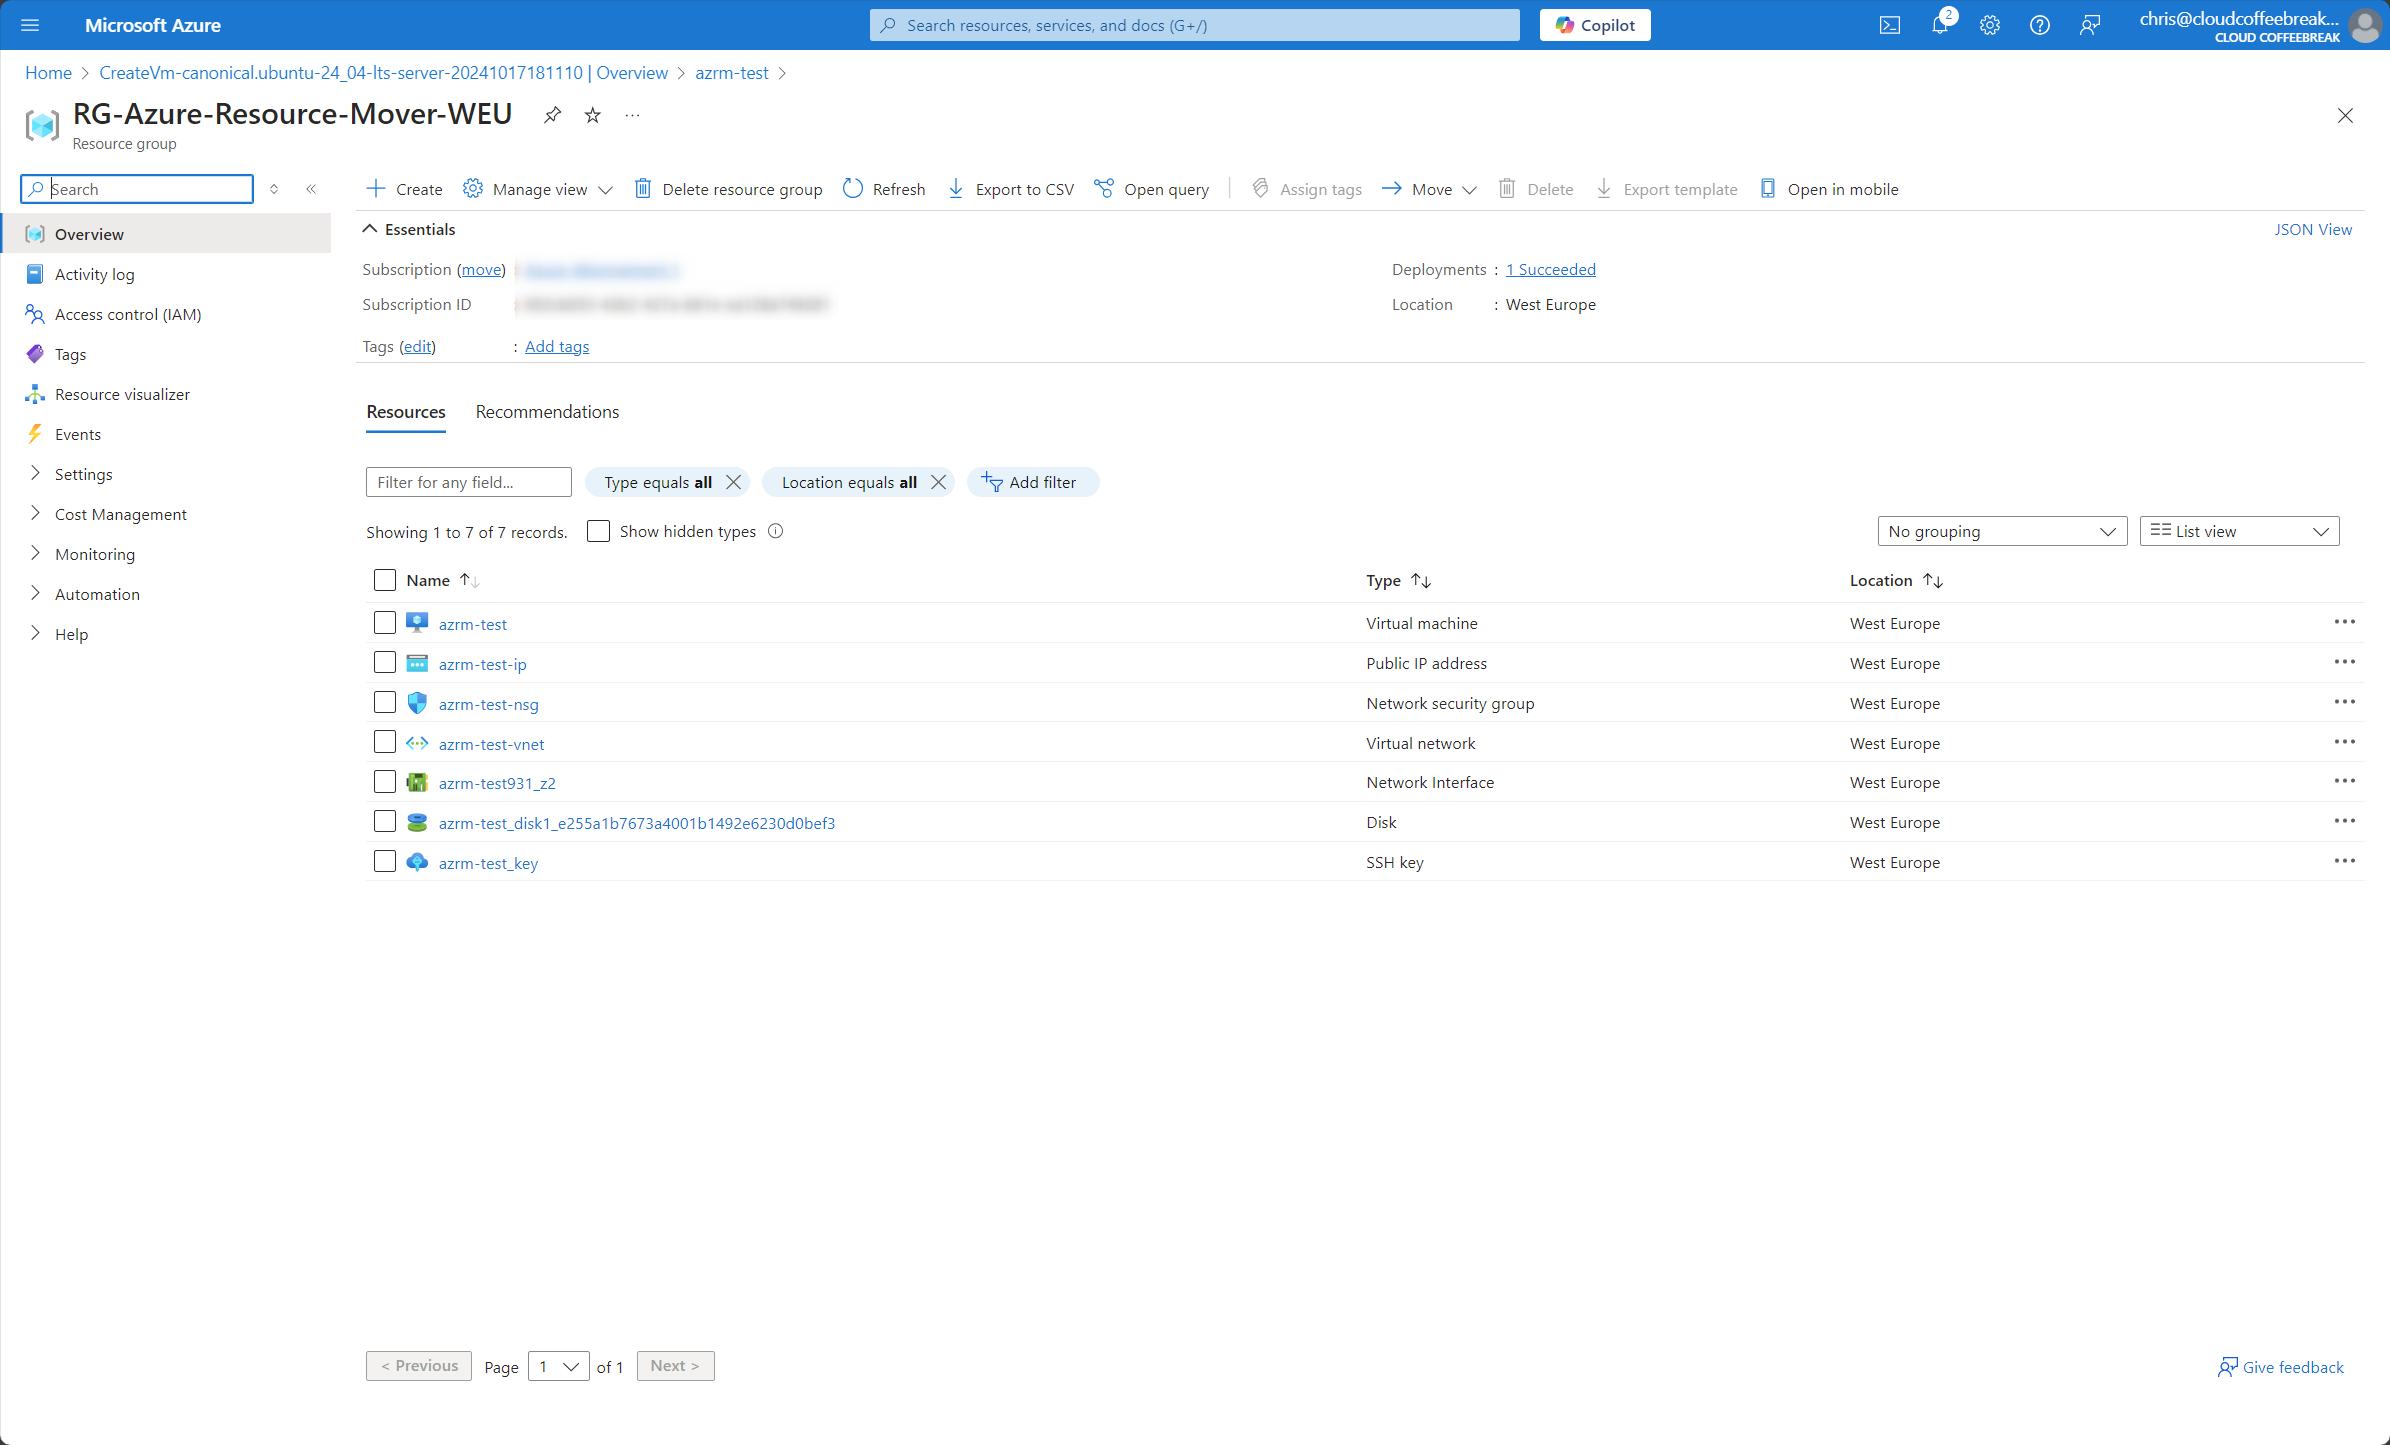 Microsoft Azure
Search resources, services, and docs (G+/)
Copilot
2
chris@cloudcoffeebreak...
CLOUD COFFEEBREAK
Home > CreateVm-canonical.ubuntu-24_04-lts-server-20241017181110 | Overview > azrm-test >
RG-Azure-Resource-Mover-WEU
...
Resource group
Search
Create Manage view Delete resource group Refresh Export to CSV Open query Assign tags Move Delete Export template Open in mobile
Overview
Activity log
Access control (IAM)
Tags
Resource visualizer
Events
Settings
Cost Management
Monitoring
Automation
Help
Essentials
JSON View
Subscription (move) :
Deployments : 1 Succeeded
Subscription ID :
Location : West Europe
Tags (edit) : Add tags
Resources Recommendations
Filter for any field... Type equals all Location equals all Add filter
Showing 1 to 7 of 7 records. Show hidden types No grouping List view
Name Type Location
azrm-test Virtual machine West Europe
azrm-test-ip Public IP address West Europe
azrm-test-nsg Network security group West Europe
azrm-test-vnet Virtual network West Europe
azrm-test931_z2 Network Interface West Europe
azrm-test_disk1_e255a1b7673a4001b1492e6230d0bef3 Disk West Europe
azrm-test_key SSH key West Europe
< Previous Page 1 of 1 Next >
Give feedback